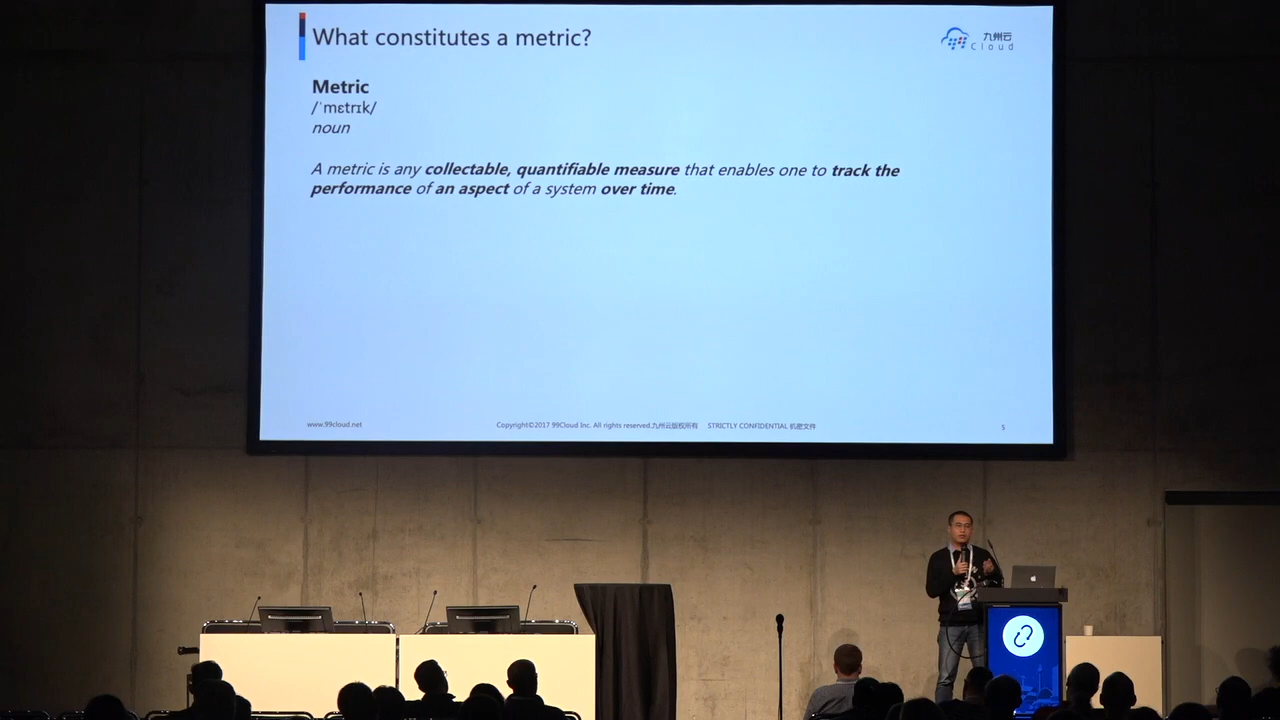 What constitutes a metric?
九州云
Cloud
Metric
/ˈmɛtrɪk/
noun
A metric is any collectable, quantifiable measure that enables one to track the
performance of an aspect of a system over time.
www.99cloud.net
Copyright©2017 99Cloud Inc. All rights reserved.九州云版权所有 STRICTLY CONFIDENTIAL 机密文件
5